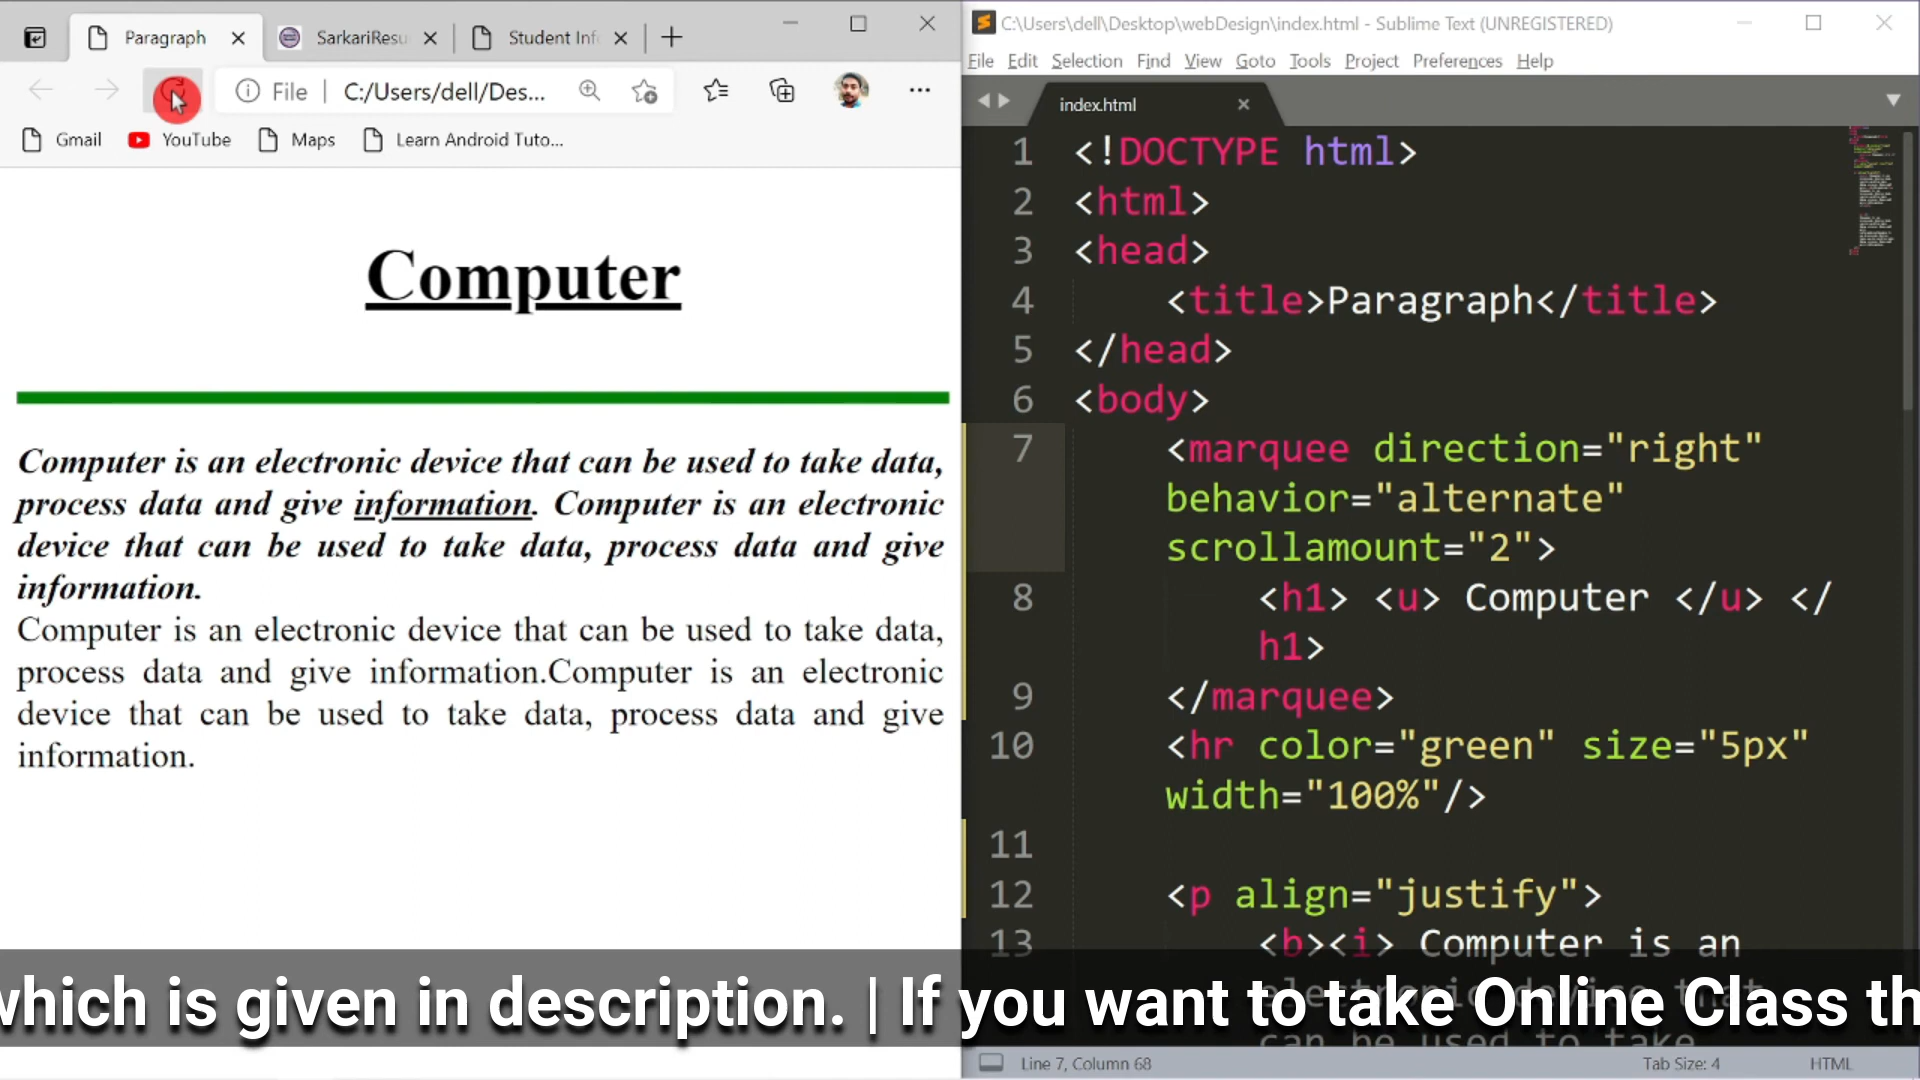 Paragraph
SarkariResu
Student Inf
File
C:/Users/dell/Des...
Gmail
YouTube
Maps
Learn Android Tuto...
Computer
Computer is an electronic device that can be used to take data,
process data and give information. Computer is an electronic
device that can be used to take data, process data and give
information.
Computer is an electronic device that can be used to take data,
process data and give information.Computer is an electronic
device that can be used to take data, process data and give
information.
C:\Users\dell\Desktop\webDesign\index.html - Sublime Text (UNREGISTERED)
File Edit Selection Find View Goto Tools Project Preferences Help
index.html
1 <!DOCTYPE html>
2 <html>
3 <head>
4 <title>Paragraph</title>
5 </head>
6 <body>
7 <marquee direction="right"
behavior="alternate"
scrollamount="2">
8 <h1> <u> Computer </u> </
h1>
9 </marquee>
10 <hr color="green" size="5px"
width="100%"/>
11
12 <p align="justify">
13 <b><i> Computer is an
electronic device that
can be used to take
which is given in description. | If you want to take Online Class th
Line 7, Column 68
Tab Size: 4
HTML